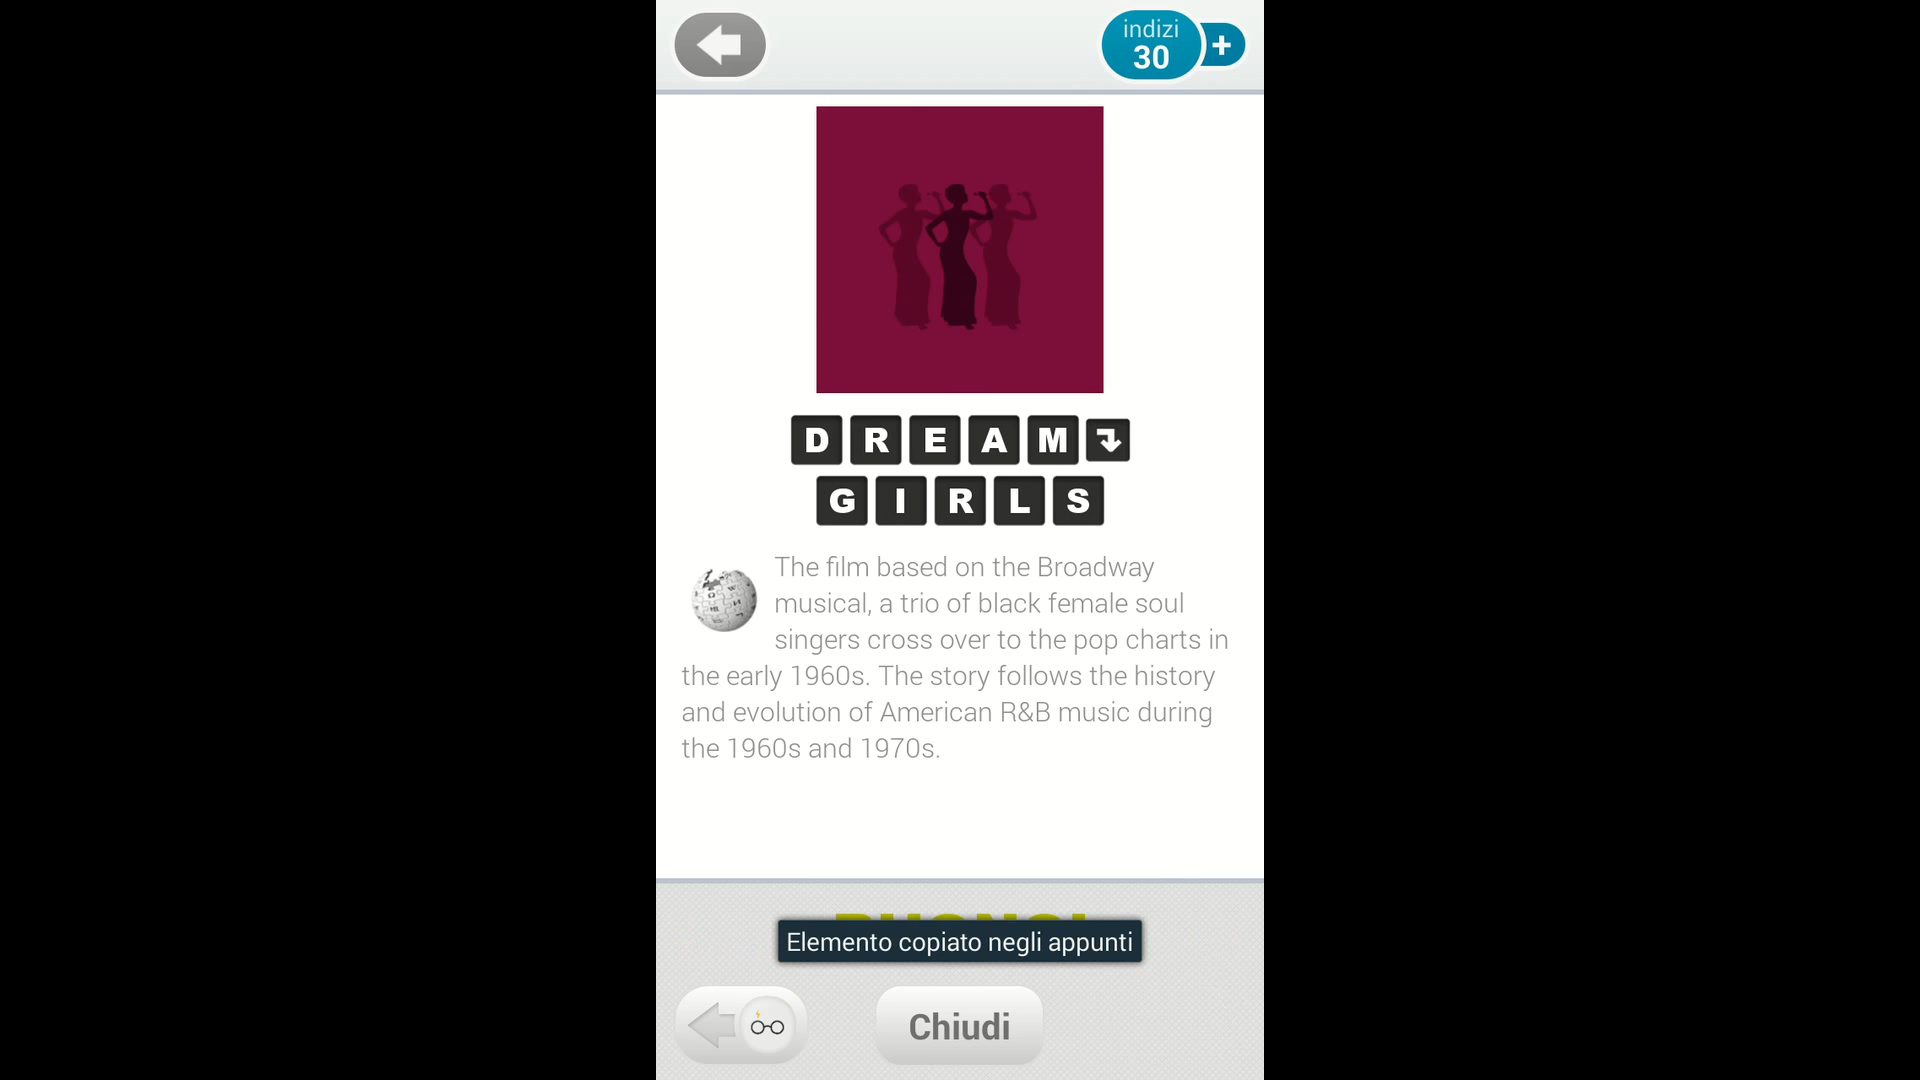 indizi
30 +
DREAM
GIRLS
The film based on the Broadway
musical, a trio of black female soul
singers cross over to the pop charts in
the early 1960s. The story follows the history
and evolution of American R&B music during
the 1960s and 1970s.
Elemento copiato negli appunti
Chiudi